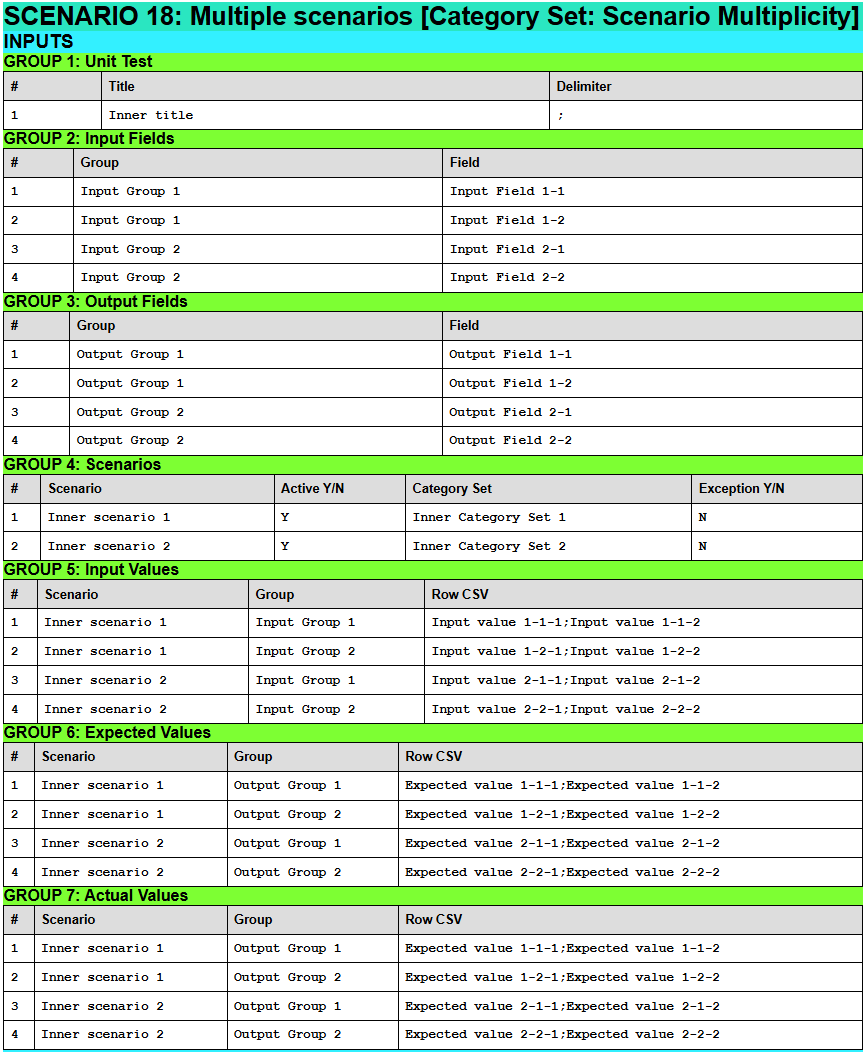 SCENARIO 18: Multiple scenarios [Category Set: Scenario Multiplicity]
INPUTS
GROUP 1: Unit Test
# Title Delimiter
1 Inner title ;
GROUP 2: Input Fields
# Group Field
1 Input Group 1 Input Field 1-1
2 Input Group 1 Input Field 1-2
3 Input Group 2 Input Field 2-1
4 Input Group 2 Input Field 2-2
GROUP 3: Output Fields
# Group Field
1 Output Group 1 Output Field 1-1
2 Output Group 1 Output Field 1-2
3 Output Group 2 Output Field 2-1
4 Output Group 2 Output Field 2-2
GROUP 4: Scenarios
# Scenario Active Y/N Category Set Exception Y/N
1 Inner scenario 1 Y Inner Category Set 1 N
2 Inner scenario 2 Y Inner Category Set 2 N
GROUP 5: Input Values
# Scenario Group Row CSV
1 Inner scenario 1 Input Group 1 Input value 1-1-1;Input value 1-1-2
2 Inner scenario 1 Input Group 2 Input value 1-2-1;Input value 1-2-2
3 Inner scenario 2 Input Group 1 Input value 2-1-1;Input value 2-1-2
4 Inner scenario 2 Input Group 2 Input value 2-2-1;Input value 2-2-2
GROUP 6: Expected Values
# Scenario Group Row CSV
1 Inner scenario 1 Output Group 1 Expected value 1-1-1;Expected value 1-1-2
2 Inner scenario 1 Output Group 2 Expected value 1-2-1;Expected value 1-2-2
3 Inner scenario 2 Output Group 1 Expected value 2-1-1;Expected value 2-1-2
4 Inner scenario 2 Output Group 2 Expected value 2-2-1;Expected value 2-2-2
GROUP 7: Actual Values
# Scenario Group Row CSV
1 Inner scenario 1 Output Group 1 Expected value 1-1-1;Expected value 1-1-2
2 Inner scenario 1 Output Group 2 Expected value 1-2-1;Expected value 1-2-2
3 Inner scenario 2 Output Group 1 Expected value 2-1-1;Expected value 2-1-2
4 Inner scenario 2 Output Group 2 Expected value 2-2-1;Expected value 2-2-2